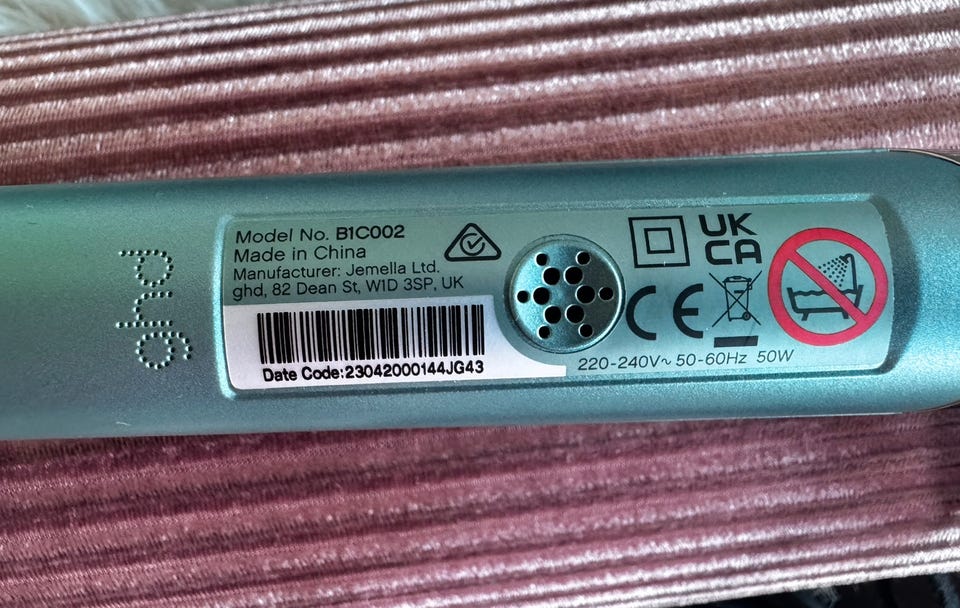 ghd
Model No. B1C002
Made in China
Manufacturer: Jemella Ltd.
ghd, 82 Dean St, W1D 3SP, UK
Date Code:23042000144JG43
UK
CA
CE
220-240V~ 50-60Hz 50W